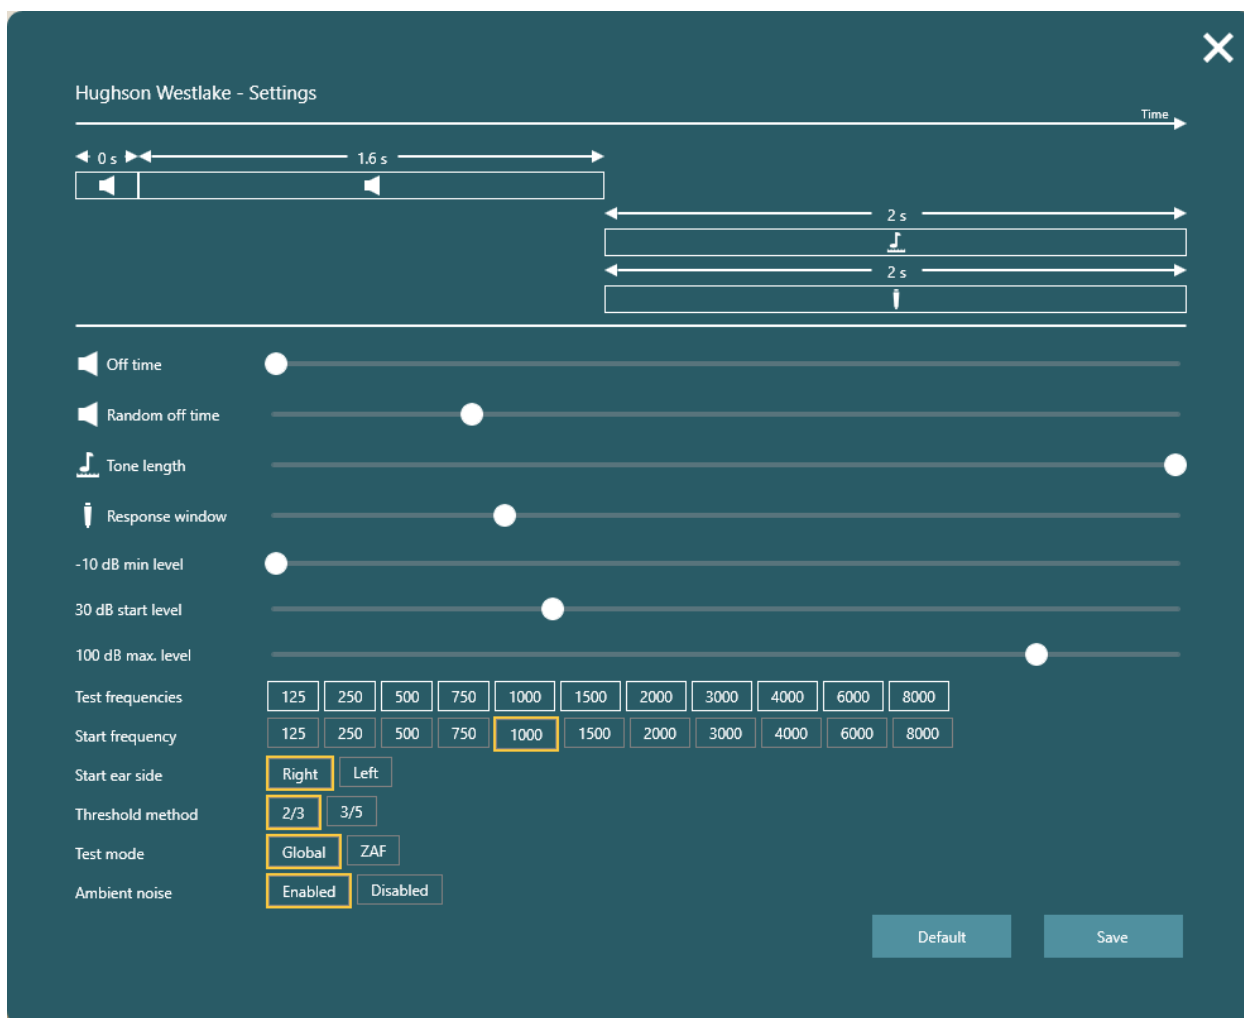 Hughson Westlake - Settings
Time
0 s 1.6 s
2 s
2 s
Off time
Random off time
Tone length
Response window
-10 dB min level
30 dB start level
100 dB max. level
Test frequencies 125 250 500 750 1000 1500 2000 3000 4000 6000 8000
Start frequency 125 250 500 750 1000 1500 2000 3000 4000 6000 8000
Start ear side Right Left
Threshold method 2/3 3/5
Test mode Global ZAF
Ambient noise Enabled Disabled
Default Save